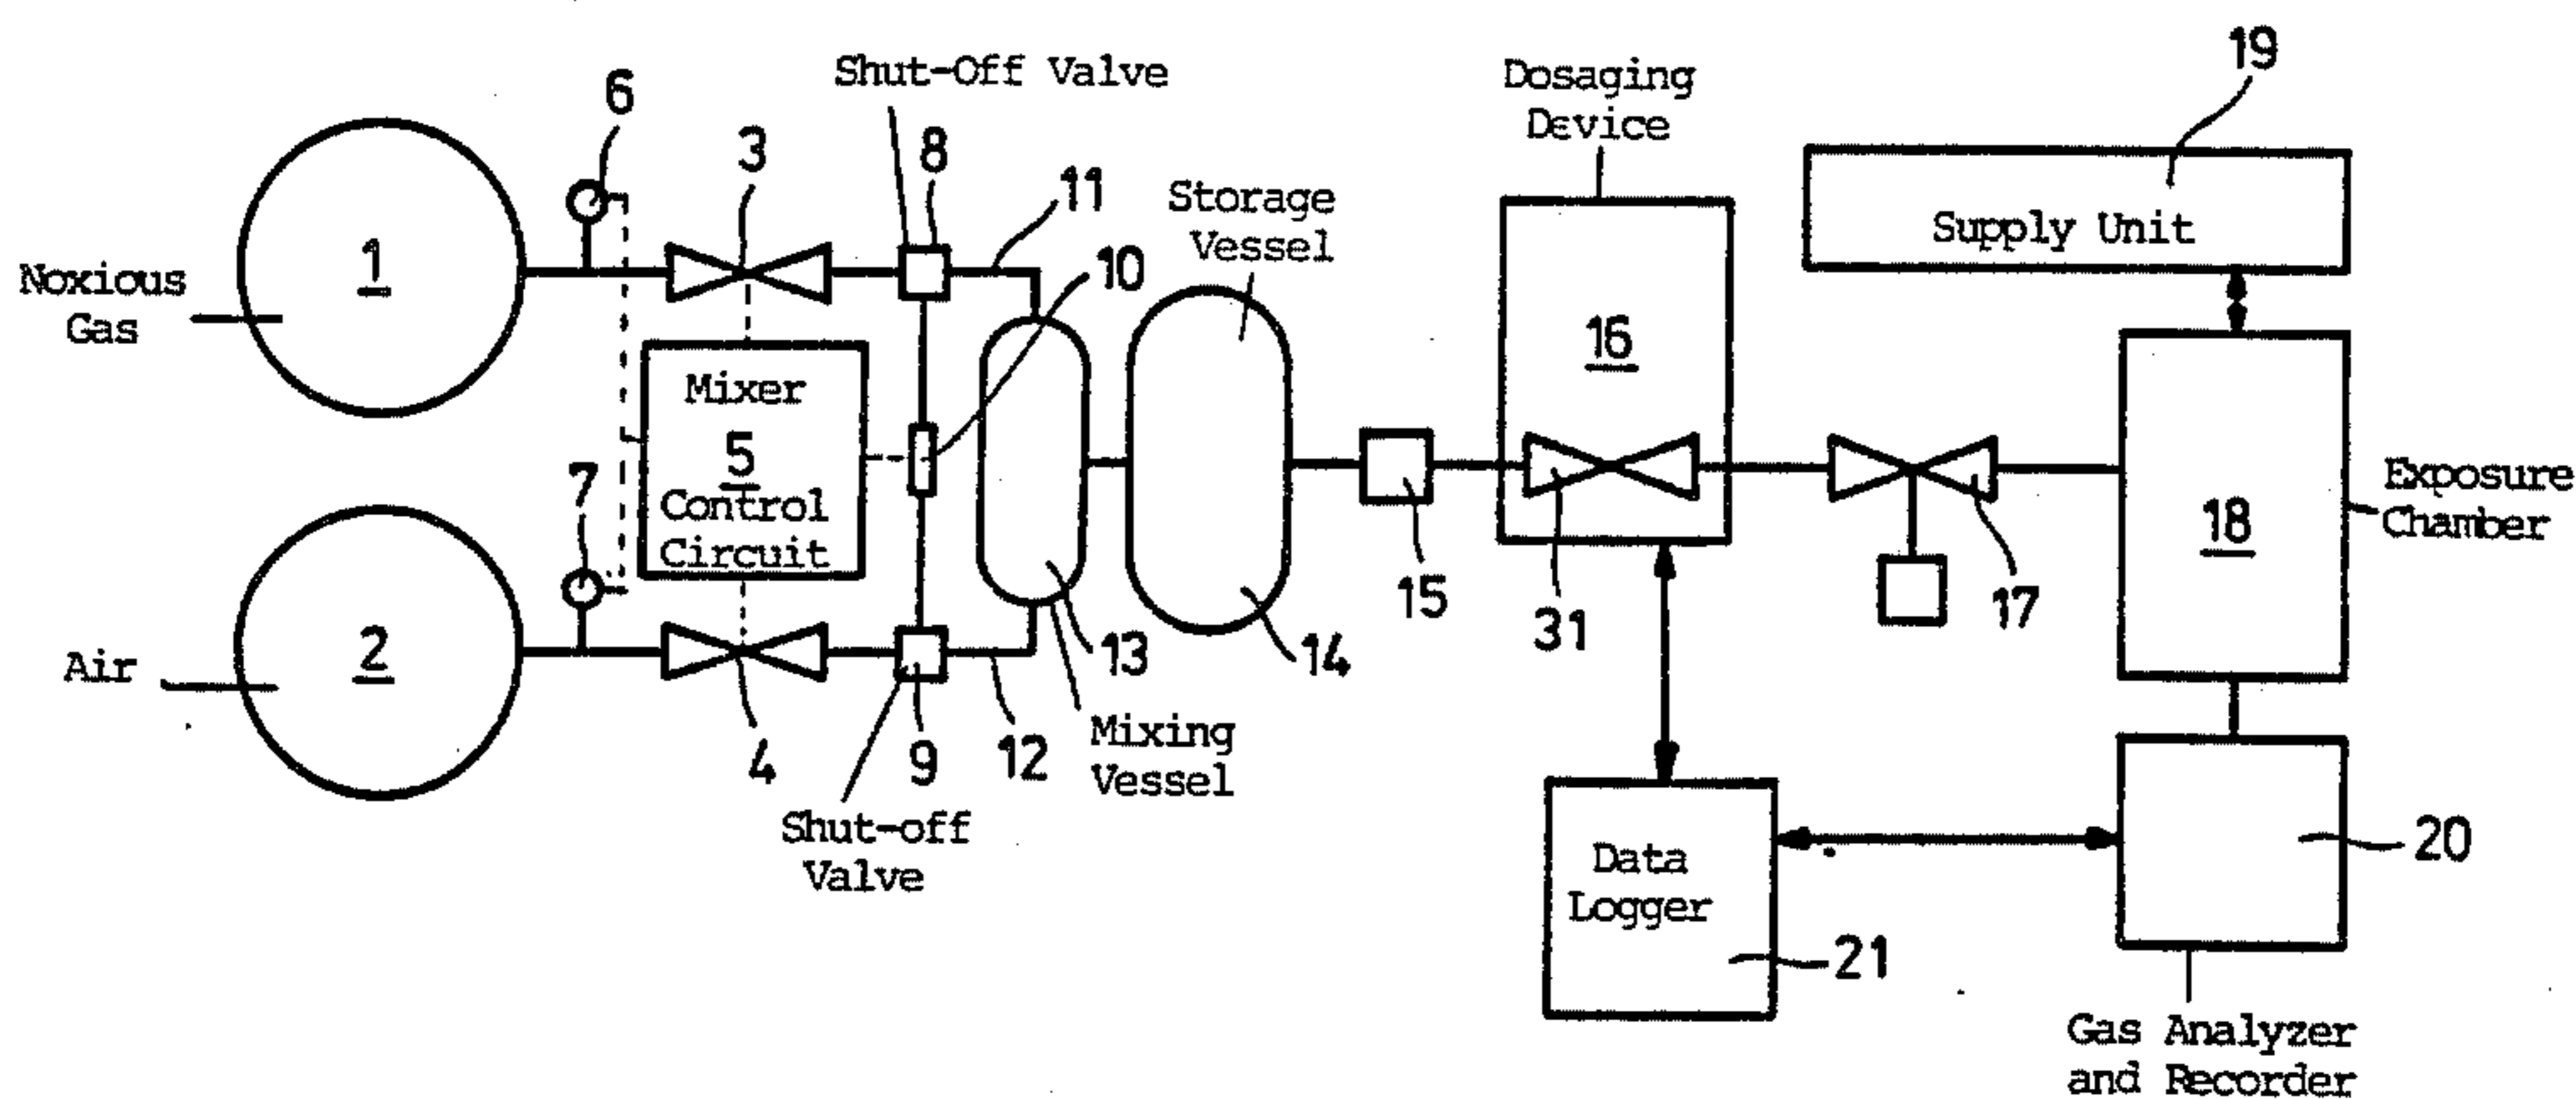 19
Shut-Off Valve
Dosaging
Device
6
3
8
11
Storage
Vessel
Supply Unit
Noxious
Gas
1
10
16
Mixer
5
Control
Circuit
7
Exposure
Chamber
18
15
31
17
Air
2
13
14
4
9
12
Mixing
Vessel
Shut-off
Valve
Data
Logger
20
21
Gas Analyzer
and Recorder